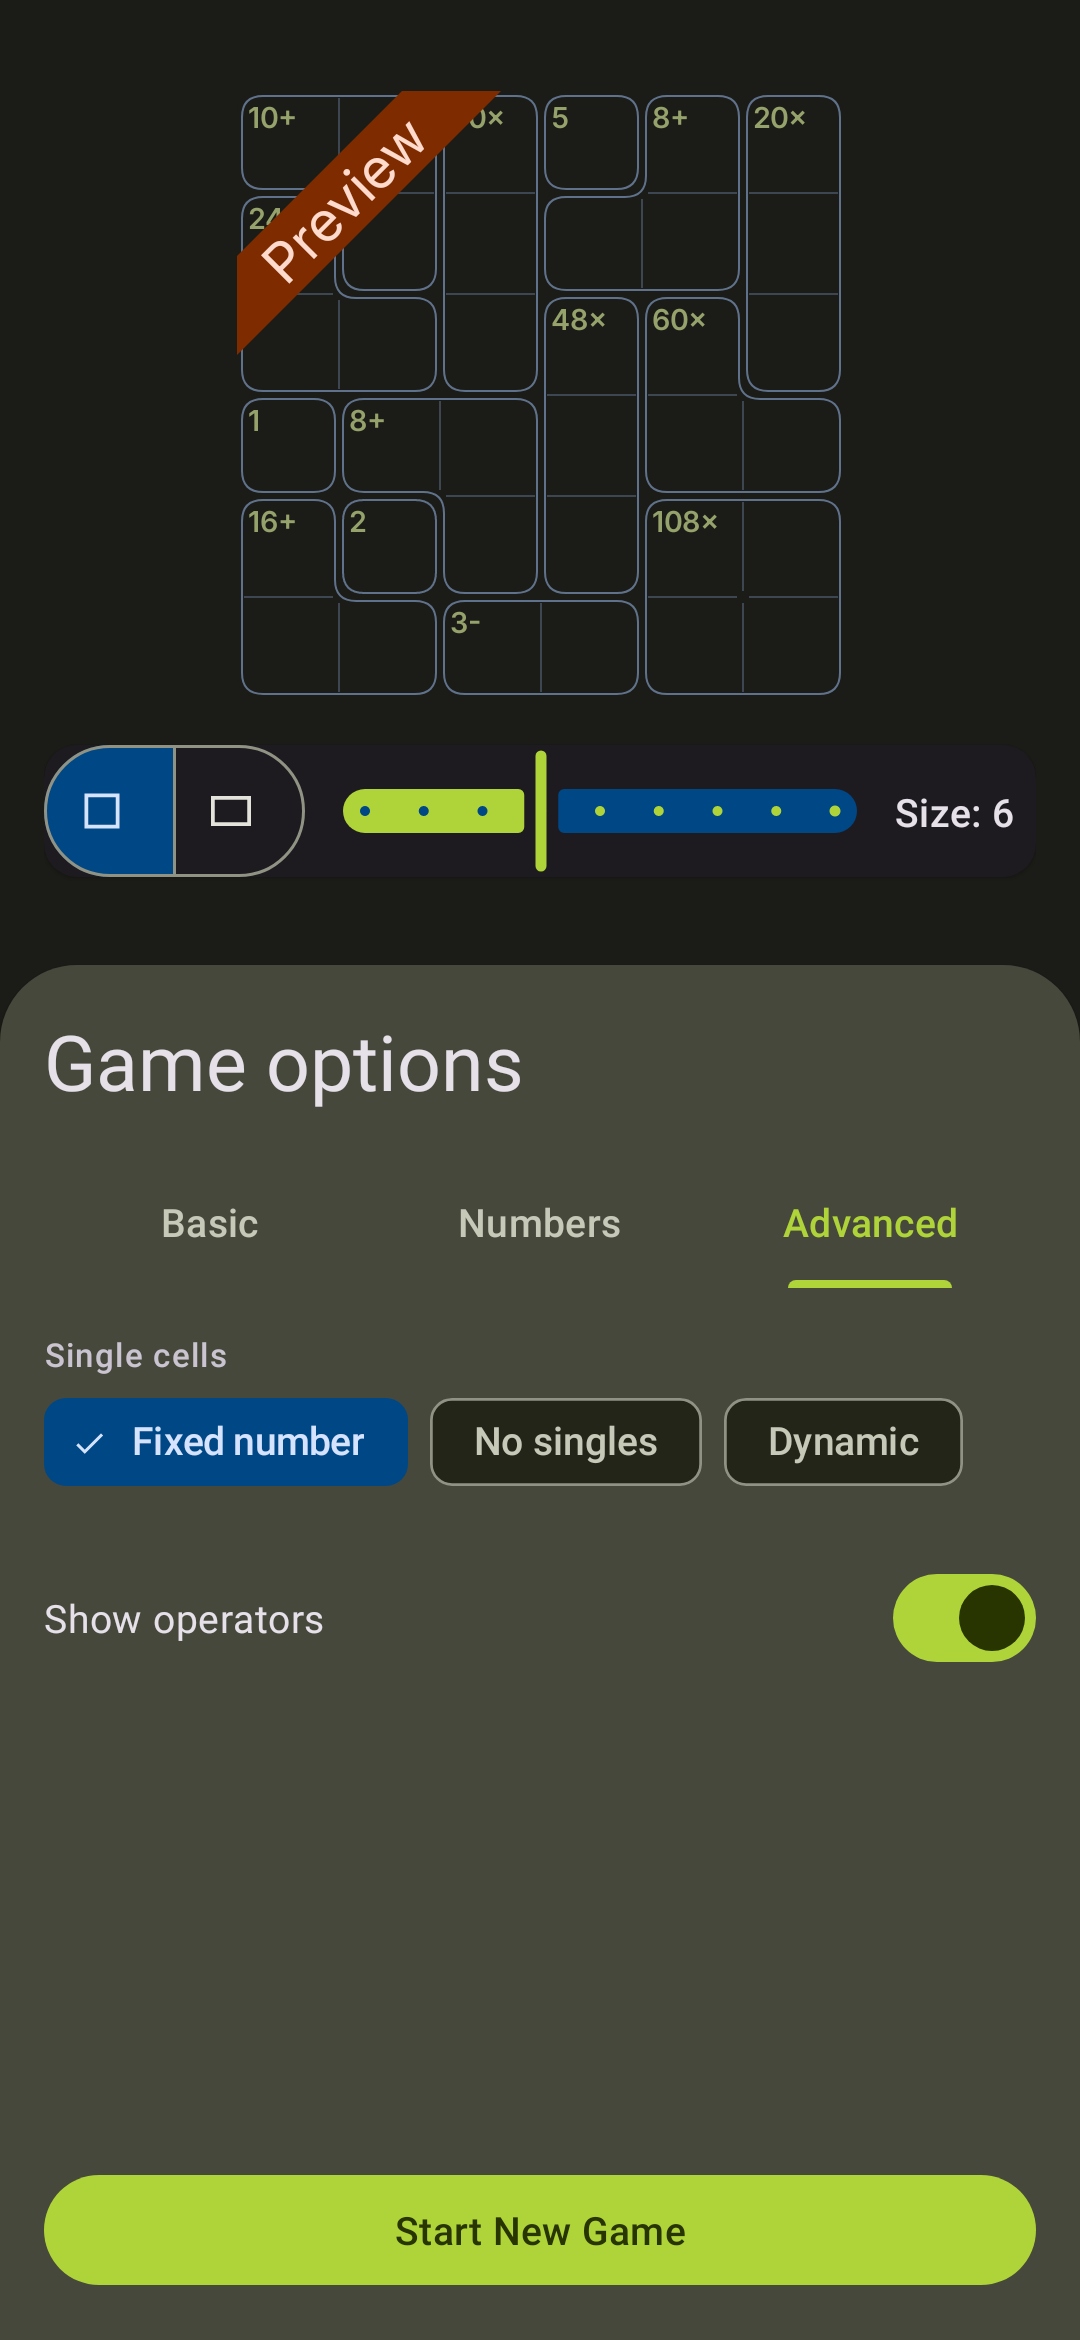 10+ 0× 5 8+ 20×
24
Preview
48× 60×
1 8+
16+ 2 108×
3-
Size: 6
Game options
Basic Numbers Advanced
Single cells
Fixed number No singles Dynamic
Show operators
Start New Game